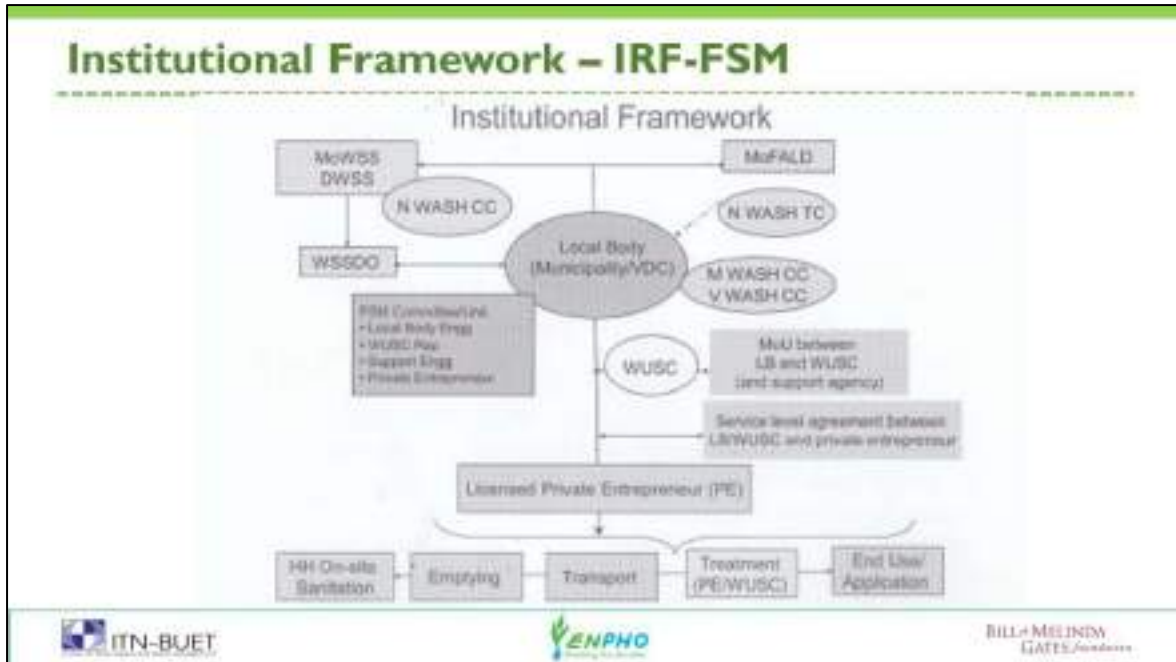 Institutional Framework – IRF-FSM
Institutional Framework
MoWSS
DWSS
MoFALD
N WASH CC
N WASH TC
WSSDO
Local Body
(Municipality/VDC)
M WASH CC
V WASH CC
FSM Committee/Unit
• Local Body Engg
• WUSC Rep
• Support Engg
• Private Entrepreneur
WUSC
MoU between
LB and WUSC
(and support agency)
Service level agreement between
LB/WUSC and private entrepreneur
Licensed Private Entrepreneur (PE)
HH On-site
Sanitation
Emptying
Transport
Treatment
(PE/WUSC)
End Use/
Application
ITN-BUET
ENPHO
BILL & MELINDA
GATES foundation